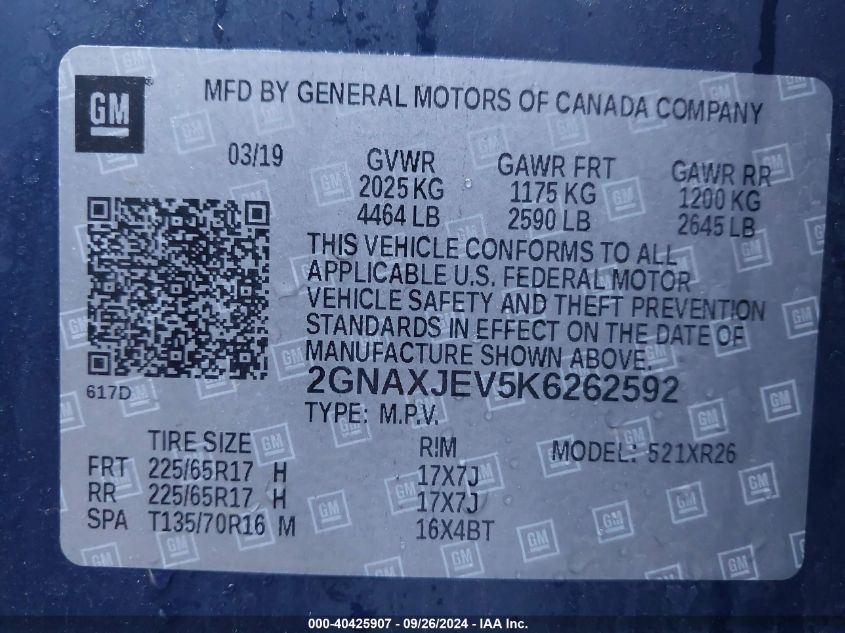 GM
MFD BY GENERAL MOTORS OF CANADA COMPANY
03/19
GVWR GAWR FRT GAWR RR
2025 KG 1175 KG 1200 KG
4464 LB 2590 LB 2645 LB
THIS VEHICLE CONFORMS TO ALL
APPLICABLE U.S. FEDERAL MOTOR
VEHICLE SAFETY AND THEFT PREVENTION
STANDARDS IN EFFECT ON THE DATE OF
MANUFACTURE SHOWN ABOVE.
2GNAXJEV5K6262592
617D
TYPE: M.P.V.
TIRE SIZE RIM MODEL: 521XR26
FRT 225/65R17 H 17X7J
RR 225/65R17 H 17X7J
SPA T135/70R16 M 16X4BT
000-40425907 - 09/26/2024 - IAA Inc.